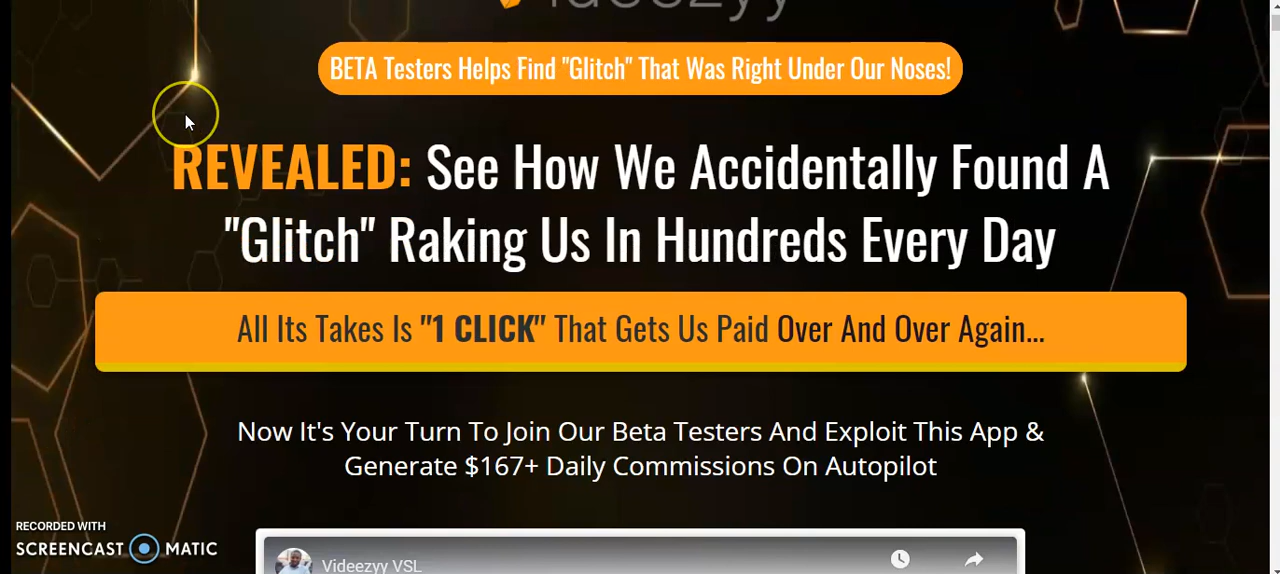 videezyy
BETA Testers Helps Find "Glitch" That Was Right Under Our Noses!
REVEALED: See How We Accidentally Found A
"Glitch" Raking Us In Hundreds Every Day
All Its Takes Is "1 CLICK" That Gets Us Paid Over And Over Again...
Now It's Your Turn To Join Our Beta Testers And Exploit This App &
Generate $167+ Daily Commissions On Autopilot
RECORDED WITH
SCREENCAST MATIC
Videezyy VSL